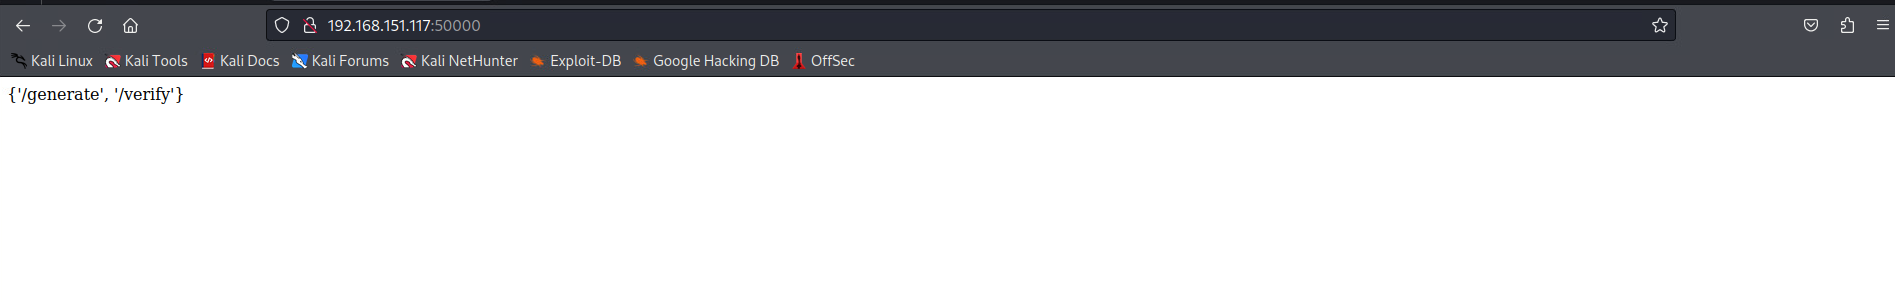 192.168.151.117:50000
Kali Linux Kali Tools Kali Docs Kali Forums Kali NetHunter Exploit-DB Google Hacking DB OffSec
{'/generate', '/verify'}